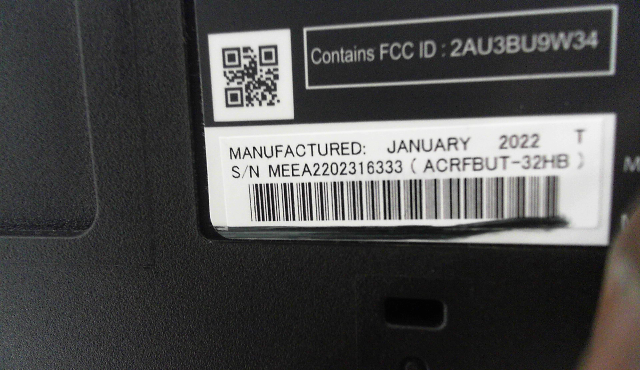 Contains FCC ID : 2AU3BU9W34
MANUFACTURED: JANUARY 2022 T
S/N MEEA2202316333 ( ACRFBUT-32HB )